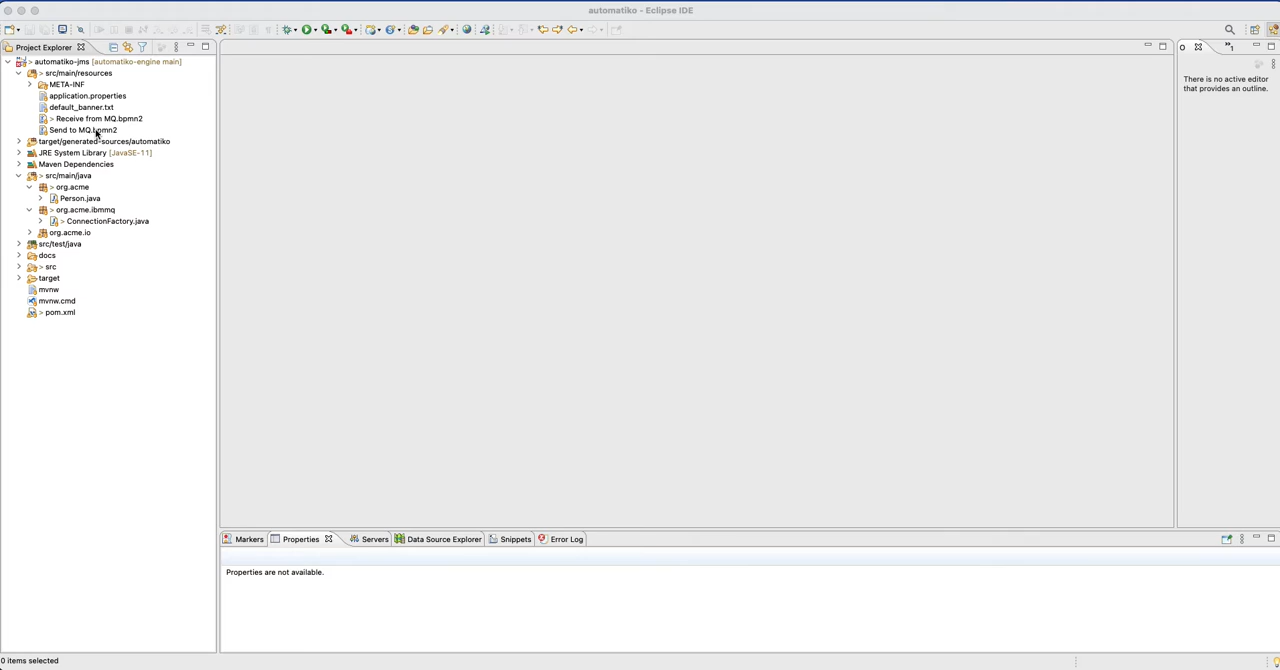 automatiko - Eclipse IDE
Project Explorer
> automatiko-jms [automatiko-engine main]
> src/main/resources
META-INF
application.properties
default_banner.txt
> Receive from MQ.bpmn2
Send to MQ.bpmn2
target/generated-sources/automatiko
JRE System Library [JavaSE-11]
Maven Dependencies
> src/main/java
> org.acme
Person.java
> org.acme.ibmmq
> ConnectionFactory.java
org.acme.io
src/test/java
docs
> src
target
mvnw
mvnw.cmd
> pom.xml
O
»1
There is no active editor
that provides an outline.
Markers
Properties
Servers
Data Source Explorer
Snippets
Error Log
Properties are not available.
0 items selected